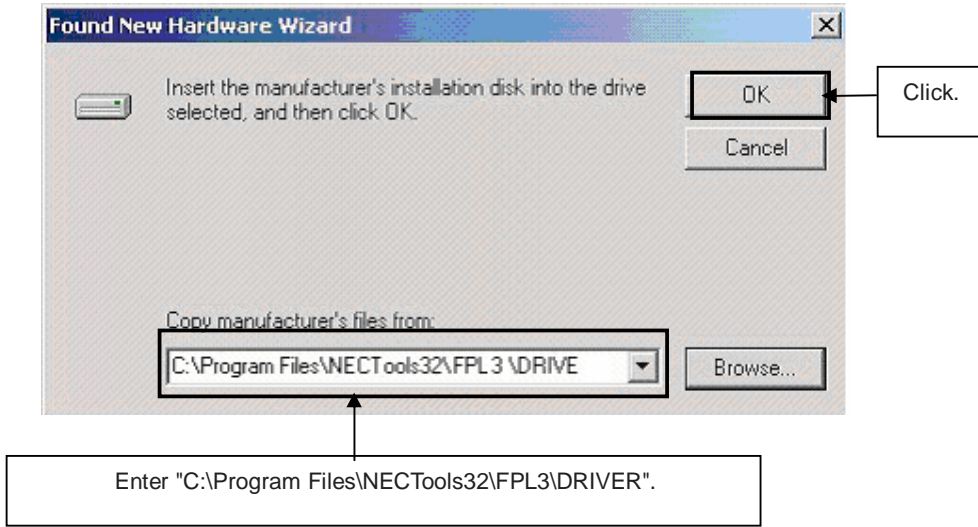 Found New Hardware Wizard
Insert the manufacturer's installation disk into the drive
selected, and then click OK.
OK
Click.
Cancel
Copy manufacturer's files from:
C:\Program Files\NECTools32\FPL3 \DRIVE
Browse...
Enter "C:\Program Files\NECTools32\FPL3\DRIVER".